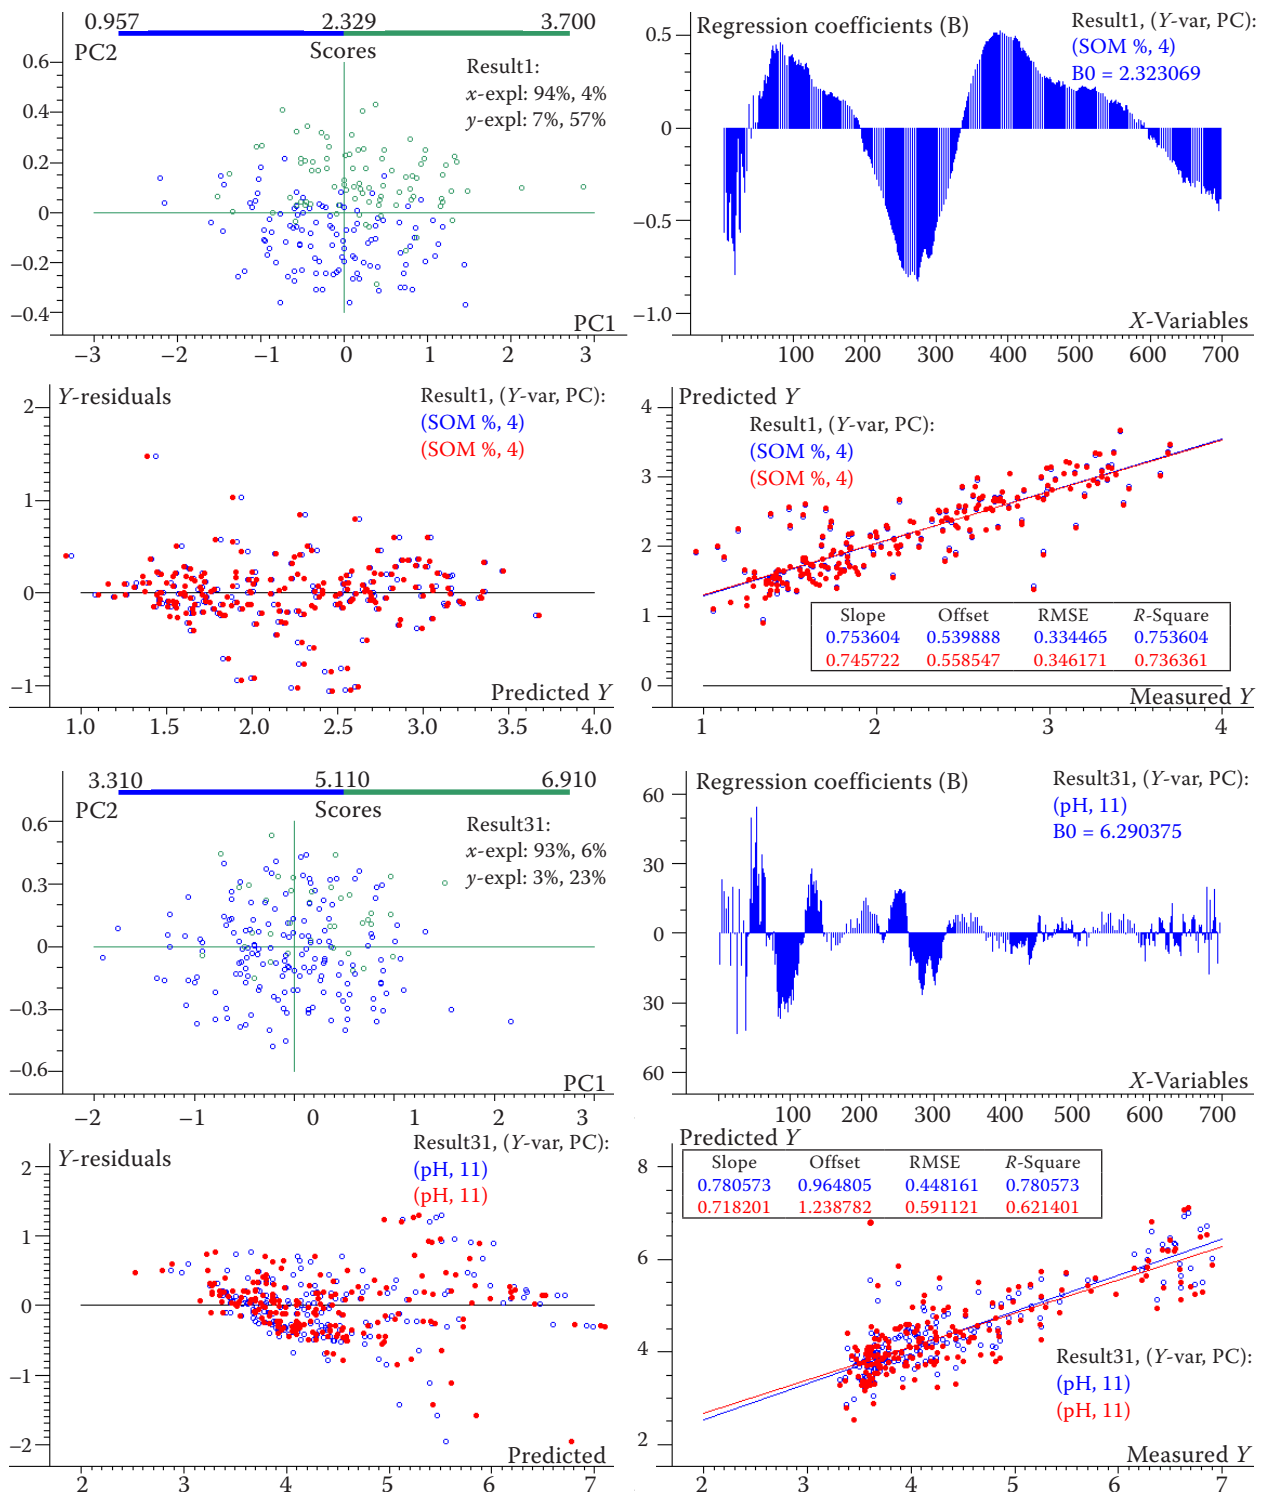 0.957 2.329 3.700
PC2 Scores
Result1:
x-expl: 94%, 4%
y-expl: 7%, 57%
0.6
0.4
0.2
0
−0.2
−0.4
PC1
−3 −2 −1 0 1 2 3
Regression coefficients (B)
Result1, (Y-var, PC):
(SOM %, 4)
B0 = 2.323069
0.5
0
−0.5
−1.0
X-Variables
100 200 300 400 500 600 700
Y-residuals
Result1, (Y-var, PC):
(SOM %, 4)
(SOM %, 4)
2
1
0
−1
Predicted Y
1.0 1.5 2.0 2.5 3.0 3.5 4.0
Predicted Y
Result1, (Y-var, PC):
(SOM %, 4)
(SOM %, 4)
4
3
2
1
0
Slope Offset RMSE R-Square
0.753604 0.539888 0.334465 0.753604
0.745722 0.558547 0.346171 0.736361
Measured Y
1 2 3 4
3.310 5.110 6.910
PC2 Scores
Result31:
x-expl: 93%, 6%
y-expl: 3%, 23%
0.6
0.3
0
−0.3
−0.6
PC1
−2 −1 0 1 2 3
Regression coefficients (B)
Result31, (Y-var, PC):
(pH, 11)
B0 = 6.290375
60
30
0
30
60
X-Variables
100 200 300 400 500 600 700
Y-residuals
Result31, (Y-var, PC):
(pH, 11)
(pH, 11)
2
1
0
−1
−2
Predicted
2 3 4 5 6 7
Predicted Y
Slope Offset RMSE R-Square
0.780573 0.964805 0.448161 0.780573
0.718201 1.238782 0.591121 0.621401
8
6
4
2
Result31, (Y-var, PC):
(pH, 11)
(pH, 11)
Measured Y
2 3 4 5 6 7